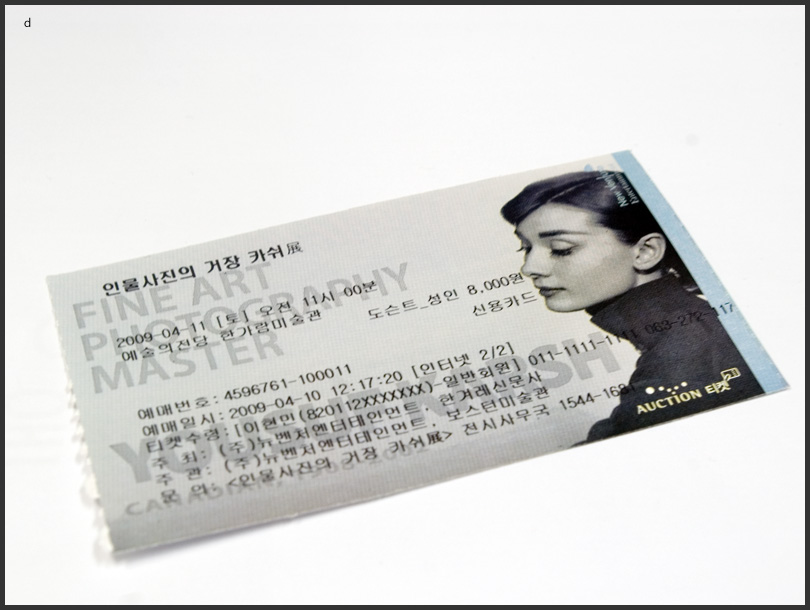 d
인물사진의 거장 카쉬展
FINE ART
PHOTOGRAPHY
MASTER
2009-04-11 [토] 오전 11시 00분
예술의전당 한가람미술관
도슨트_성인 8,000원
신용카드
예매번호: 4596761-100011
예매일시: 2009-04-10 12:17:20 [인터넷 2/2]
티켓수령: [이현민(820112XXXXXXX)-일반회원] 011-1111-1111
주 최: (주)뉴벤처엔터테인먼트, 한겨레신문사
주 관: (주)뉴벤처엔터테인먼트, 보스턴미술관
문 의: <인물사진의 거장 카쉬展> 전시사무국 1544-1681
CANADIAN, 1908-2002
AUCTION 티켓